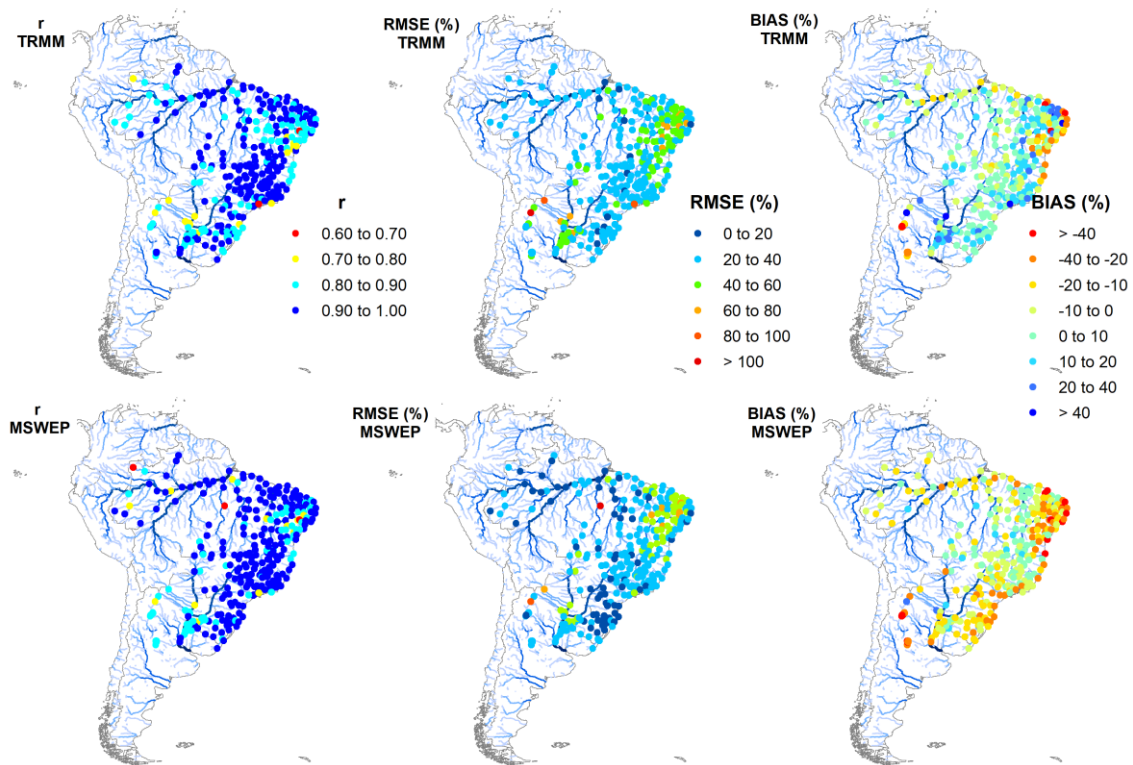 r
TRMM
RMSE (%)
TRMM
BIAS (%)
TRMM
r
0.60 to 0.70
0.70 to 0.80
0.80 to 0.90
0.90 to 1.00
RMSE (%)
0 to 20
20 to 40
40 to 60
60 to 80
80 to 100
> 100
BIAS (%)
> -40
-40 to -20
-20 to -10
-10 to 0
0 to 10
10 to 20
20 to 40
> 40
r
MSWEP
RMSE (%)
MSWEP
BIAS (%)
MSWEP